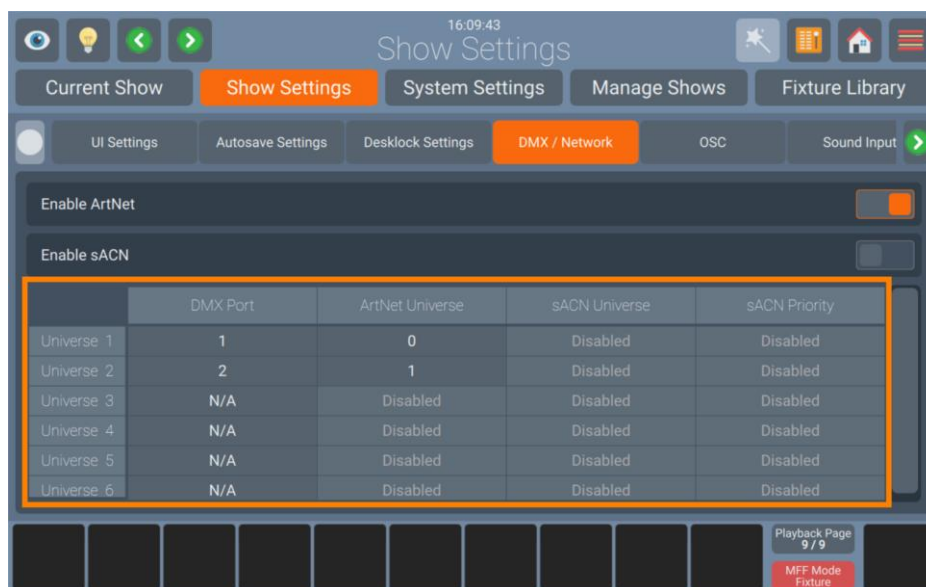 16:09:43
Show Settings
Current Show Show Settings System Settings Manage Shows Fixture Library
UI Settings Autosave Settings Desklock Settings DMX / Network OSC Sound Input
Enable ArtNet
Enable sACN
DMX Port ArtNet Universe sACN Universe sACN Priority
Universe 1 1 0 Disabled Disabled
Universe 2 2 1 Disabled Disabled
Universe 3 N/A Disabled Disabled Disabled
Universe 4 N/A Disabled Disabled Disabled
Universe 5 N/A Disabled Disabled Disabled
Universe 6 N/A Disabled Disabled Disabled
Playback Page
9 / 9
MFF Mode
Fixture